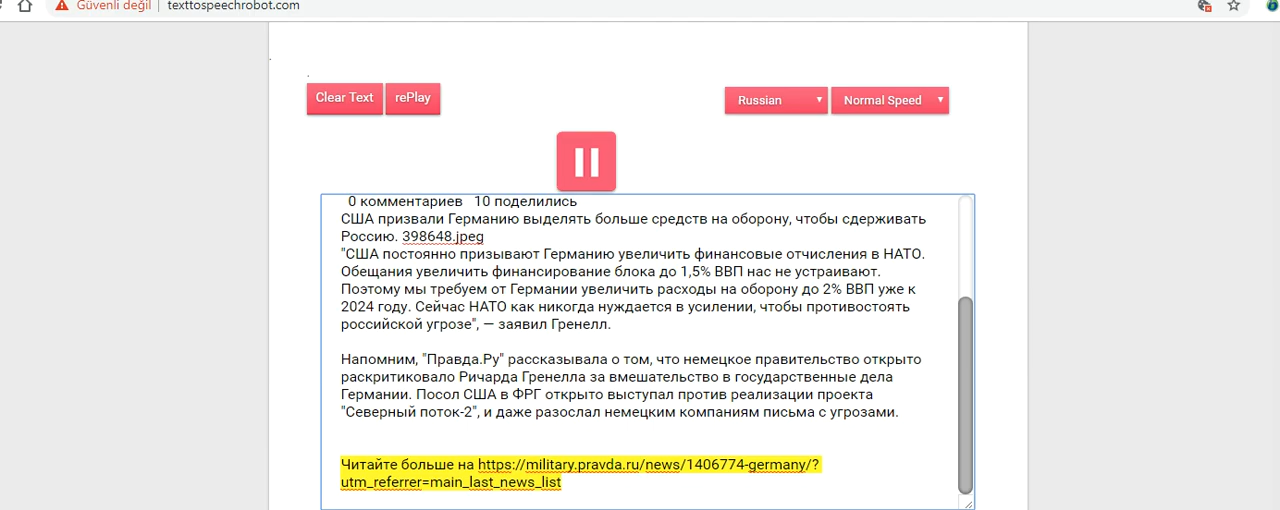 Güvenli değil | texttospeechrobot.com
Clear Text rePlay Russian Normal Speed
0 комментариев 10 поделились
США призвали Германию выделять больше средств на оборону, чтобы сдерживать
Россию. 398648.jpeg
"США постоянно призывают Германию увеличить финансовые отчисления в НАТО.
Обещания увеличить финансирование блока до 1,5% ВВП нас не устраивают.
Поэтому мы требуем от Германии увеличить расходы на оборону до 2% ВВП уже к
2024 году. Сейчас НАТО как никогда нуждается в усилении, чтобы противостоять
российской угрозе", — заявил Гренелл.
Напомним, "Правда.Ру" рассказывала о том, что немецкое правительство открыто
раскритиковало Ричарда Гренелла за вмешательство в государственные дела
Германии. Посол США в ФРГ открыто выступал против реализации проекта
"Северный поток-2", и даже разослал немецким компаниям письма с угрозами.
Читайте больше на https://military.pravda.ru/news/1406774-germany/?
utm_referrer=main_last_news_list